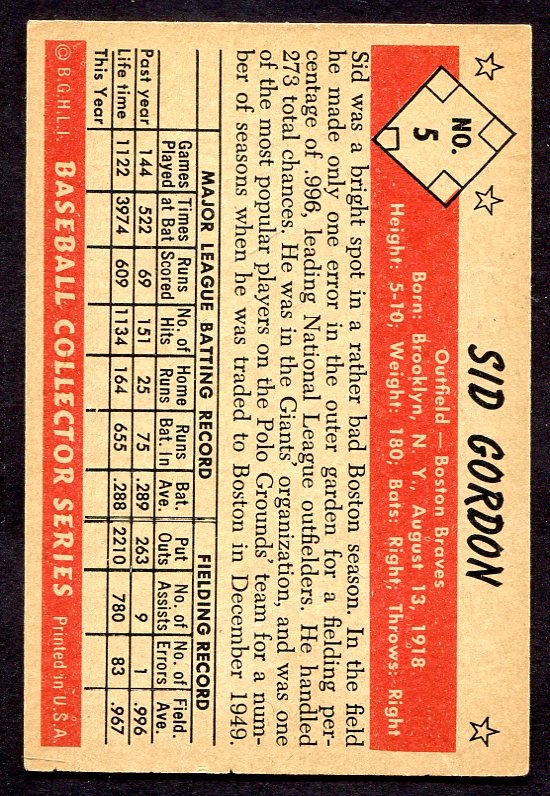 NO.
5
SID GORDON
Outfield — Boston Braves
Born: Brooklyn, N. Y., August 13, 1918
Height: 5-10; Weight: 180; Bats: Right; Throws: Right
Sid was a bright spot in a rather bad Boston season. In the field
he made only one error in the outer garden for a fielding per-
centage of .996, leading National League outfielders. He handled
273 total chances. He was in the Giants' organization, and was one
of the most popular players on the Polo Grounds' team for a num-
ber of seasons when he was traded to Boston in December 1949.
MAJOR LEAGUE BATTING RECORD FIELDING RECORD
Games Times Runs No. of Home Runs Bat. Put No. of No. of Field.
Played at Bat Scored Hits Runs Bat. In Ave. Outs Assists Errors Ave.
Past year 144 522 69 151 25 75 .289 263 9 1 .996
Life time 1122 3974 609 1134 164 655 .288 2210 780 83 .967
This Year
© B.G.H.L.I. BASEBALL COLLECTOR SERIES Printed in U.S.A.